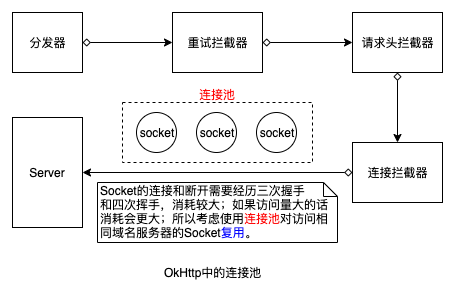 分发器
重试拦截器
请求头拦截器
连接池
socket
socket
socket
Server
连接拦截器
Socket的连接和断开需要经历三次握手
和四次挥手，消耗较大；如果访问量大的话
消耗会更大；所以考虑使用连接池对访问相
同域名服务器的Socket复用。
OkHttp中的连接池